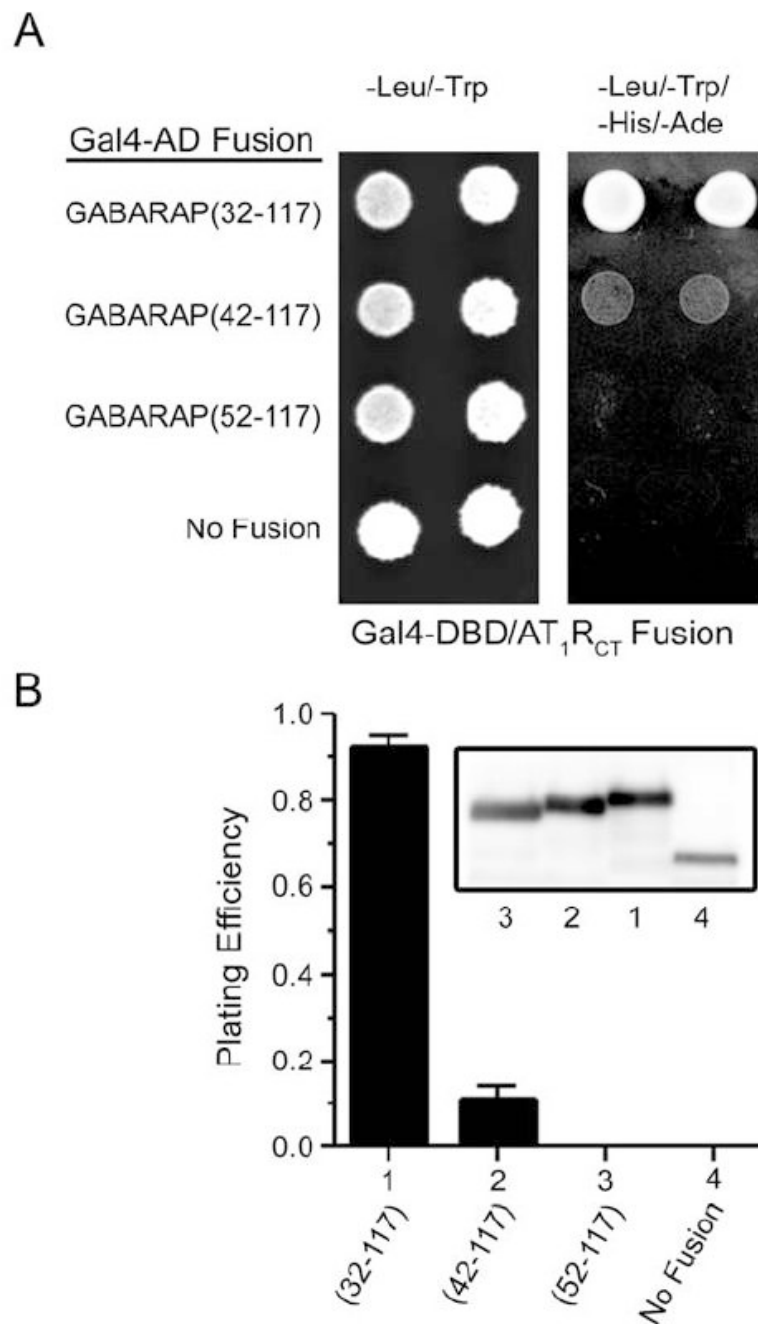 A
-Leu/-Trp
-Leu/-Trp/
-His/-Ade
Gal4-AD Fusion
GABARAP(32-117)
GABARAP(42-117)
GABARAP(52-117)
No Fusion
Gal4-DBD/AT₁R_CT Fusion
B
Plating Efficiency
1.0
0.8
0.6
0.4
0.2
0.0
3 2 1 4
1 2 3 4
(32-117)
(42-117)
(52-117)
No Fusion